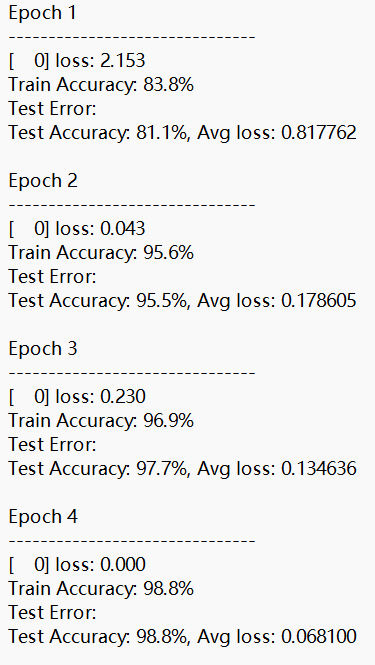 Epoch 1
-------------------------------
[    0] loss: 2.153
Train Accuracy: 83.8%
Test Error:
Test Accuracy: 81.1%, Avg loss: 0.817762

Epoch 2
-------------------------------
[    0] loss: 0.043
Train Accuracy: 95.6%
Test Error:
Test Accuracy: 95.5%, Avg loss: 0.178605

Epoch 3
-------------------------------
[    0] loss: 0.230
Train Accuracy: 96.9%
Test Error:
Test Accuracy: 97.7%, Avg loss: 0.134636

Epoch 4
-------------------------------
[    0] loss: 0.000
Train Accuracy: 98.8%
Test Error:
Test Accuracy: 98.8%, Avg loss: 0.068100